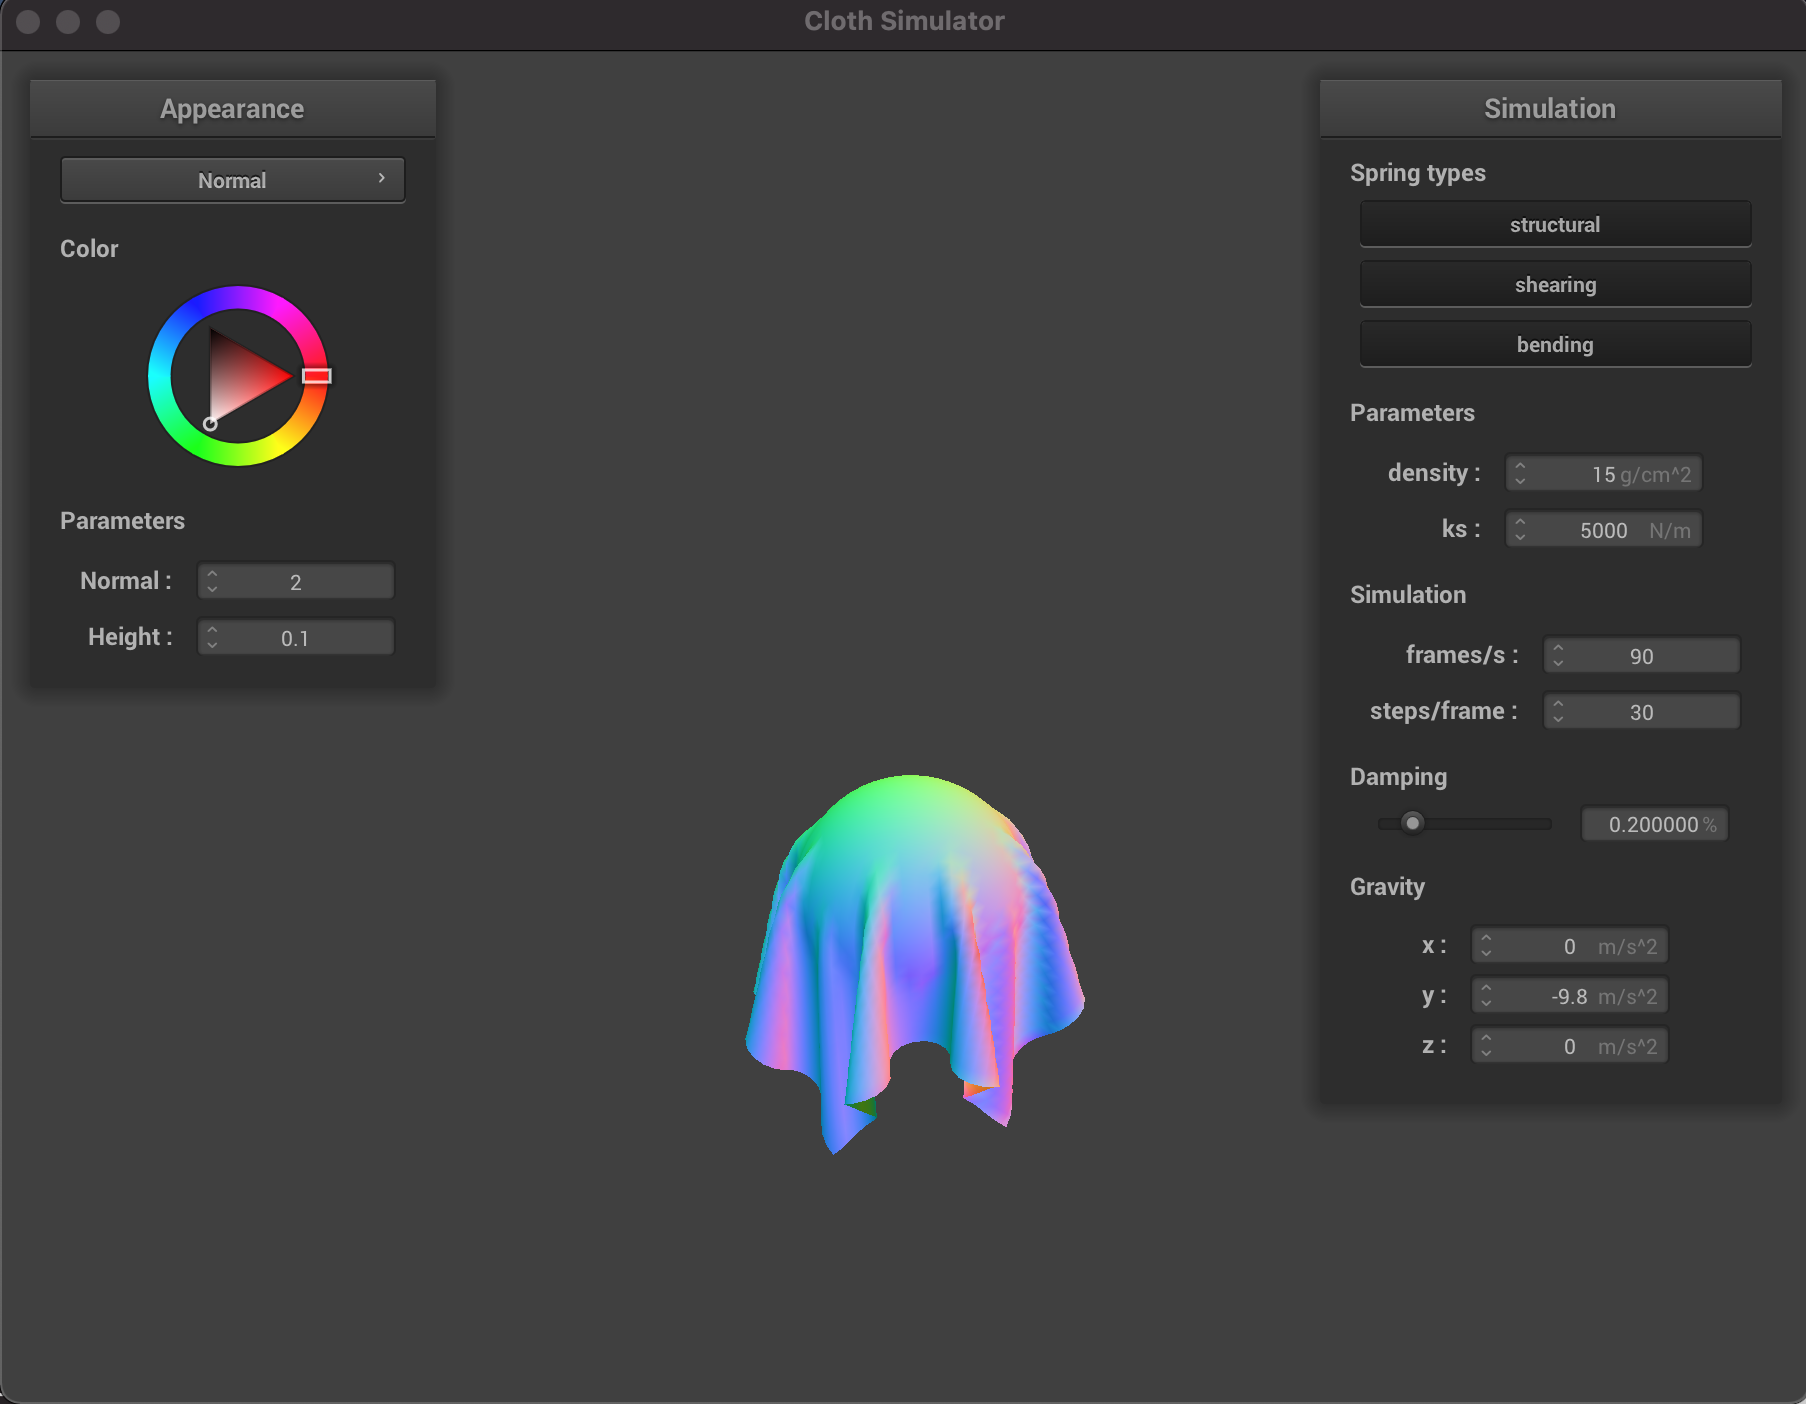 Cloth Simulator
Appearance
Normal
Color
Parameters
Normal : 2
Height : 0.1
Simulation
Spring types
structural
shearing
bending
Parameters
density : 15 g/cm^2
ks : 5000 N/m
Simulation
frames/s : 90
steps/frame : 30
Damping
0.200000 %
Gravity
x : 0 m/s^2
y : -9.8 m/s^2
z : 0 m/s^2